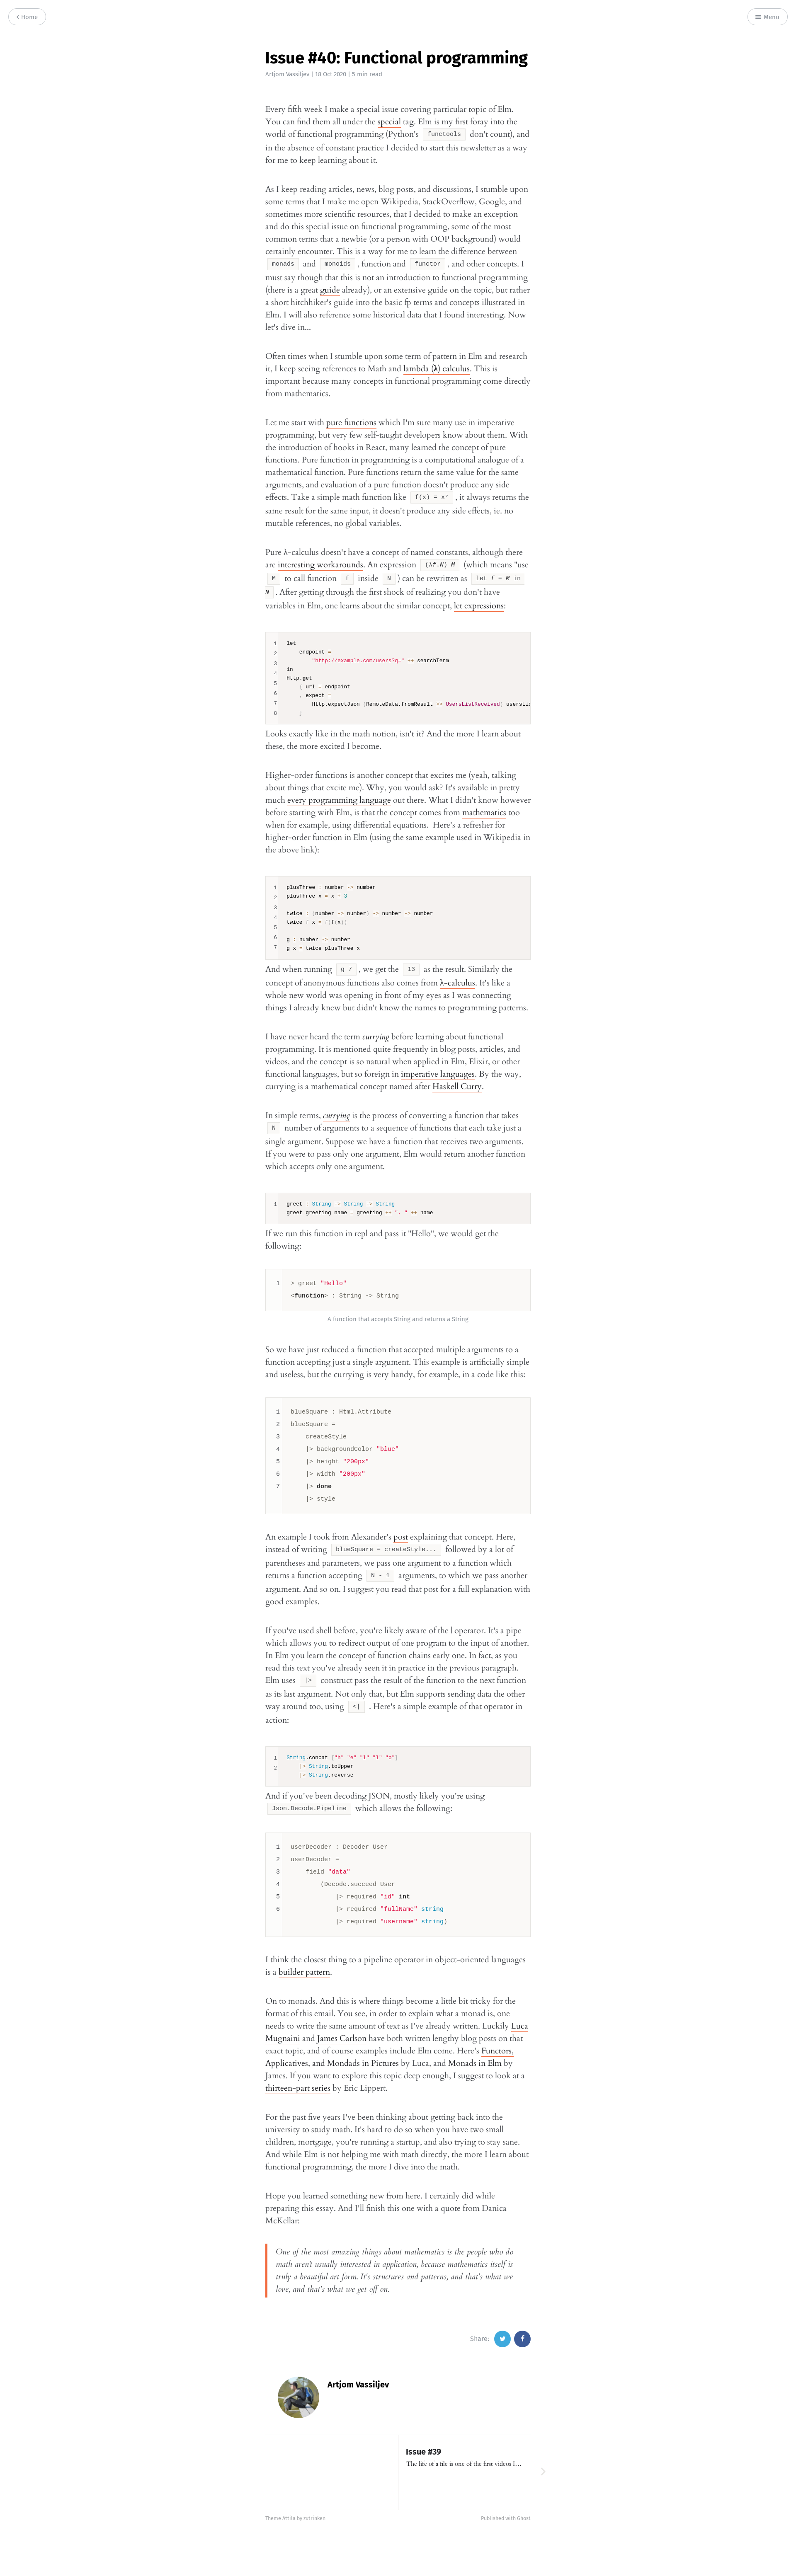 Home
Menu
Issue #40: Functional programming
Artjom Vassiljev | 18 Oct 2020 | 5 min read
Every fifth week I make a special issue covering particular topic of Elm.
You can find them all under the special tag. Elm is my first foray into the
world of functional programming (Python's functools don't count), and
in the absence of constant practice I decided to start this newsletter as a way
for me to keep learning about it.
As I keep reading articles, news, blog posts, and discussions, I stumble upon
some terms that I make me open Wikipedia, StackOverflow, Google, and
sometimes more scientific resources, that I decided to make an exception
and do this special issue on functional programming, some of the most
common terms that a newbie (or a person with OOP background) would
certainly encounter. This is a way for me to learn the difference between
monads and monoids, function and functor, and other concepts. I
must say though that this is not an introduction to functional programming
(there is a great guide already), or an extensive guide on the topic, but rather
a short hitchhiker's guide into the basic fp terms and concepts illustrated in
Elm. I will also reference some historical data that I found interesting. Now
let's dive in...
Often times when I stumble upon some term of pattern in Elm and research
it, I keep seeing references to Math and lambda (λ) calculus. This is
important because many concepts in functional programming come directly
from mathematics.
Let me start with pure functions which I'm sure many use in imperative
programming, but very few self-taught developers know about them. With
the introduction of hooks in React, many learned the concept of pure
functions. Pure function in programming is a computational analogue of a
mathematical function. Pure functions return the same value for the same
arguments, and evaluation of a pure function doesn't produce any side
effects. Take a simple math function like f(x) = x², it always returns the
same result for the same input, it doesn't produce any side effects, ie. no
mutable references, no global variables.
Pure λ-calculus doesn't have a concept of named constants, although there
are interesting workarounds. An expression (λf.N) M (which means "use
M to call function f inside N) can be rewritten as let f = M in
N. After getting through the first shock of realizing you don't have
variables in Elm, one learns about the similar concept, let expressions:
1 let
2 endpoint =
3 "http://example.com/users?q=" ++ searchTerm
4 in
5 Http.get
6 { url = endpoint
7 , expect =
8 Http.expectJson (RemoteData.fromResult >> UsersListReceived) usersLis
}
Looks exactly like in the math notion, isn't it? And the more I learn about
these, the more excited I become.
Higher-order functions is another concept that excites me (yeah, talking
about things that excite me). Why, you would ask? It's available in pretty
much every programming language out there. What I didn't know however
before starting with Elm, is that the concept comes from mathematics too
when for example, using differential equations. Here's a refresher for
higher-order function in Elm (using the same example used in Wikipedia in
the above link):
1 plusThree : number -> number
2 plusThree x = x + 3
3
4 twice : (number -> number) -> number -> number
5 twice f x = f(f(x))
6
7 g : number -> number
g x = twice plusThree x
And when running g 7, we get the 13 as the result. Similarly the
concept of anonymous functions also comes from λ-calculus. It's like a
whole new world was opening in front of my eyes as I was connecting
things I already knew but didn't know the names to programming patterns.
I have never heard the term currying before learning about functional
programming. It is mentioned quite frequently in blog posts, articles, and
videos, and the concept is so natural when applied in Elm, Elixir, or other
functional languages, but so foreign in imperative languages. By the way,
currying is a mathematical concept named after Haskell Curry.
In simple terms, currying is the process of converting a function that takes
N number of arguments to a sequence of functions that each take just a
single argument. Suppose we have a function that receives two arguments.
If you were to pass only one argument, Elm would return another function
which accepts only one argument.
1 greet : String -> String -> String
greet greeting name = greeting ++ ", " ++ name
If we run this function in repl and pass it "Hello", we would get the
following:
1 > greet "Hello"
<function> : String -> String
A function that accepts String and returns a String
So we have just reduced a function that accepted multiple arguments to a
function accepting just a single argument. This example is artificially simple
and useless, but the currying is very handy, for example, in a code like this:
1 blueSquare : Html.Attribute
2 blueSquare =
3 createStyle
4 |> backgroundColor "blue"
5 |> height "200px"
6 |> width "200px"
7 |> done
|> style
An example I took from Alexander's post explaining that concept. Here,
instead of writing blueSquare = createStyle... followed by a lot of
parentheses and parameters, we pass one argument to a function which
returns a function accepting N - 1 arguments, to which we pass another
argument. And so on. I suggest you read that post for a full explanation with
good examples.
If you've used shell before, you're likely aware of the | operator. It's a pipe
which allows you to redirect output of one program to the input of another.
In Elm you learn the concept of function chains early one. In fact, as you
read this text you've already seen it in practice in the previous paragraph.
Elm uses |> construct pass the result of the function to the next function
as its last argument. Not only that, but Elm supports sending data the other
way around too, using <| . Here's a simple example of that operator in
action:
1 String.concat ["h" "e" "l" "l" "o"]
2 |> String.toUpper
|> String.reverse
And if you've been decoding JSON, mostly likely you're using
Json.Decode.Pipeline which allows the following:
1 userDecoder : Decoder User
2 userDecoder =
3 field "data"
4 (Decode.succeed User
5 |> required "id" int
6 |> required "fullName" string
|> required "username" string)
I think the closest thing to a pipeline operator in object-oriented languages
is a builder pattern.
On to monads. And this is where things become a little bit tricky for the
format of this email. You see, in order to explain what a monad is, one
needs to write the same amount of text as I've already written. Luckily Luca
Mugnaini and James Carlson have both written lengthy blog posts on that
exact topic, and of course examples include Elm come. Here's Functors,
Applicatives, and Mondads in Pictures by Luca, and Monads in Elm by
James. If you want to explore this topic deep enough, I suggest to look at a
thirteen-part series by Eric Lippert.
For the past five years I've been thinking about getting back into the
university to study math. It's hard to do so when you have two small
children, mortgage, you're running a startup, and also trying to stay sane.
And while Elm is not helping me with math directly, the more I learn about
functional programming, the more I dive into the math.
Hope you learned something new from here. I certainly did while
preparing this essay. And I'll finish this one with a quote from Danica
McKellar:
One of the most amazing things about mathematics is the people who do
math aren't usually interested in application, because mathematics itself is
truly a beautiful art form. It's structures and patterns, and that's what we
love, and that's what we get off on.
Share:
Artjom Vassiljev
Issue #39
The life of a file is one of the first videos I…
Theme Attila by zutrinken
Published with Ghost